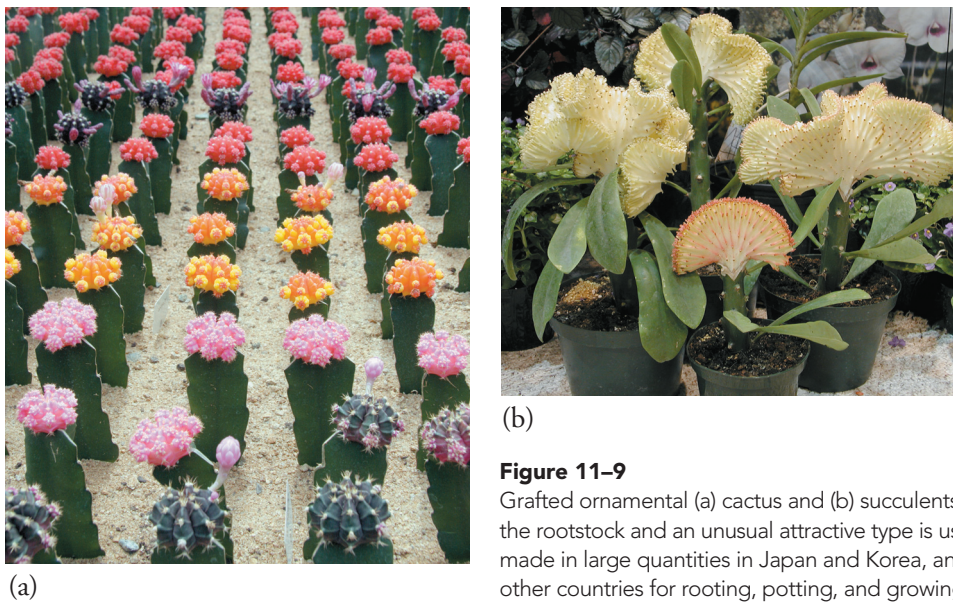 (a)
(b)
Figure 11–9
Grafted ornamental (a) cactus and (b) succulents
the rootstock and an unusual attractive type is us
made in large quantities in Japan and Korea, an
other countries for rooting, potting, and growing